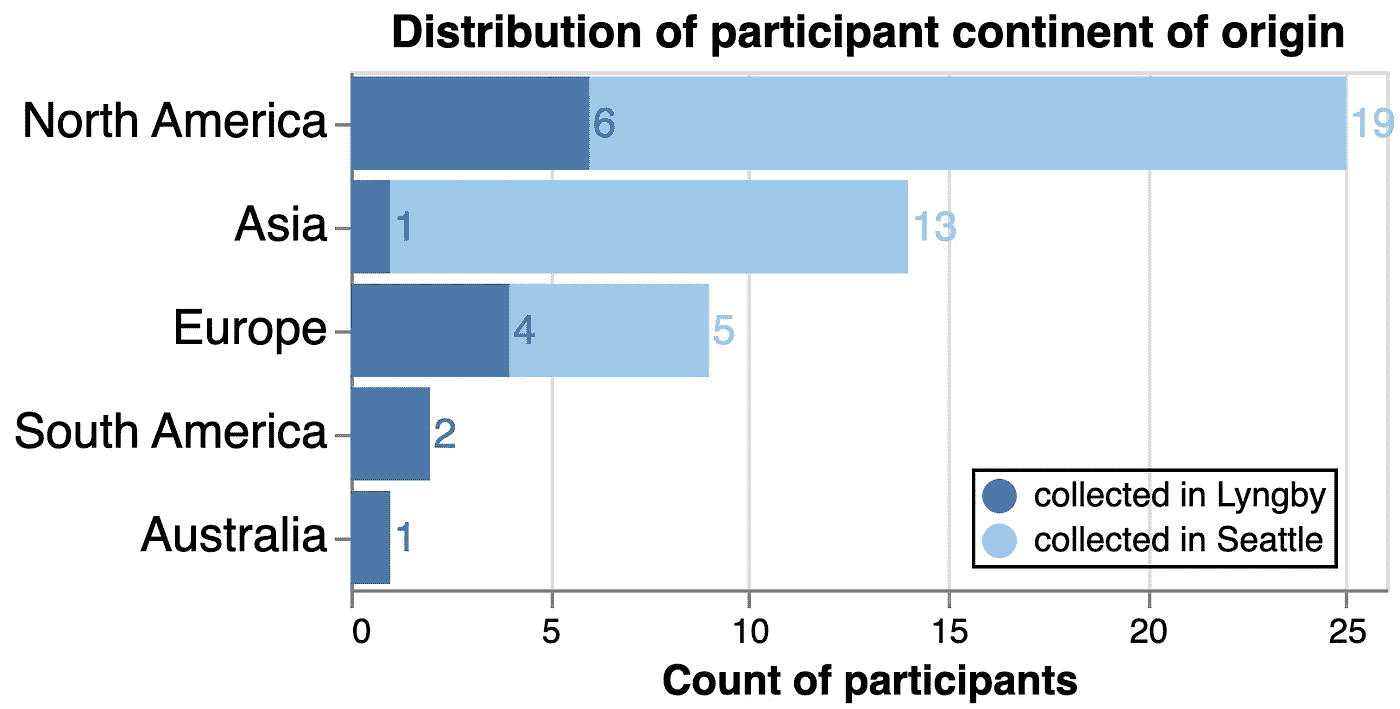 Distribution of participant continent of origin
North America 6 19
Asia 1 13
Europe 4 5
South America 2
Australia 1
collected in Lyngby
collected in Seattle
0 5 10 15 20 25
Count of participants